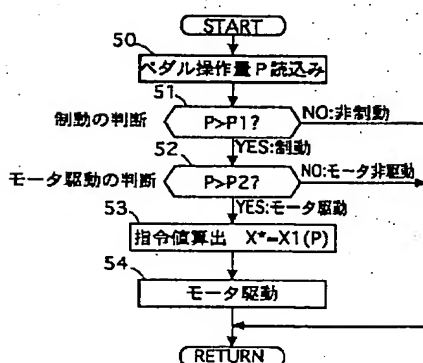 START
50
ペダル操作量P読込み
51
制動の判断
P>P1?
NO:非制動
YES:制動
52
モータ駆動の判断
P>P2?
NO:モータ非駆動
YES:モータ駆動
53
指令値算出 X*=X1(P)
54
モータ駆動
RETURN